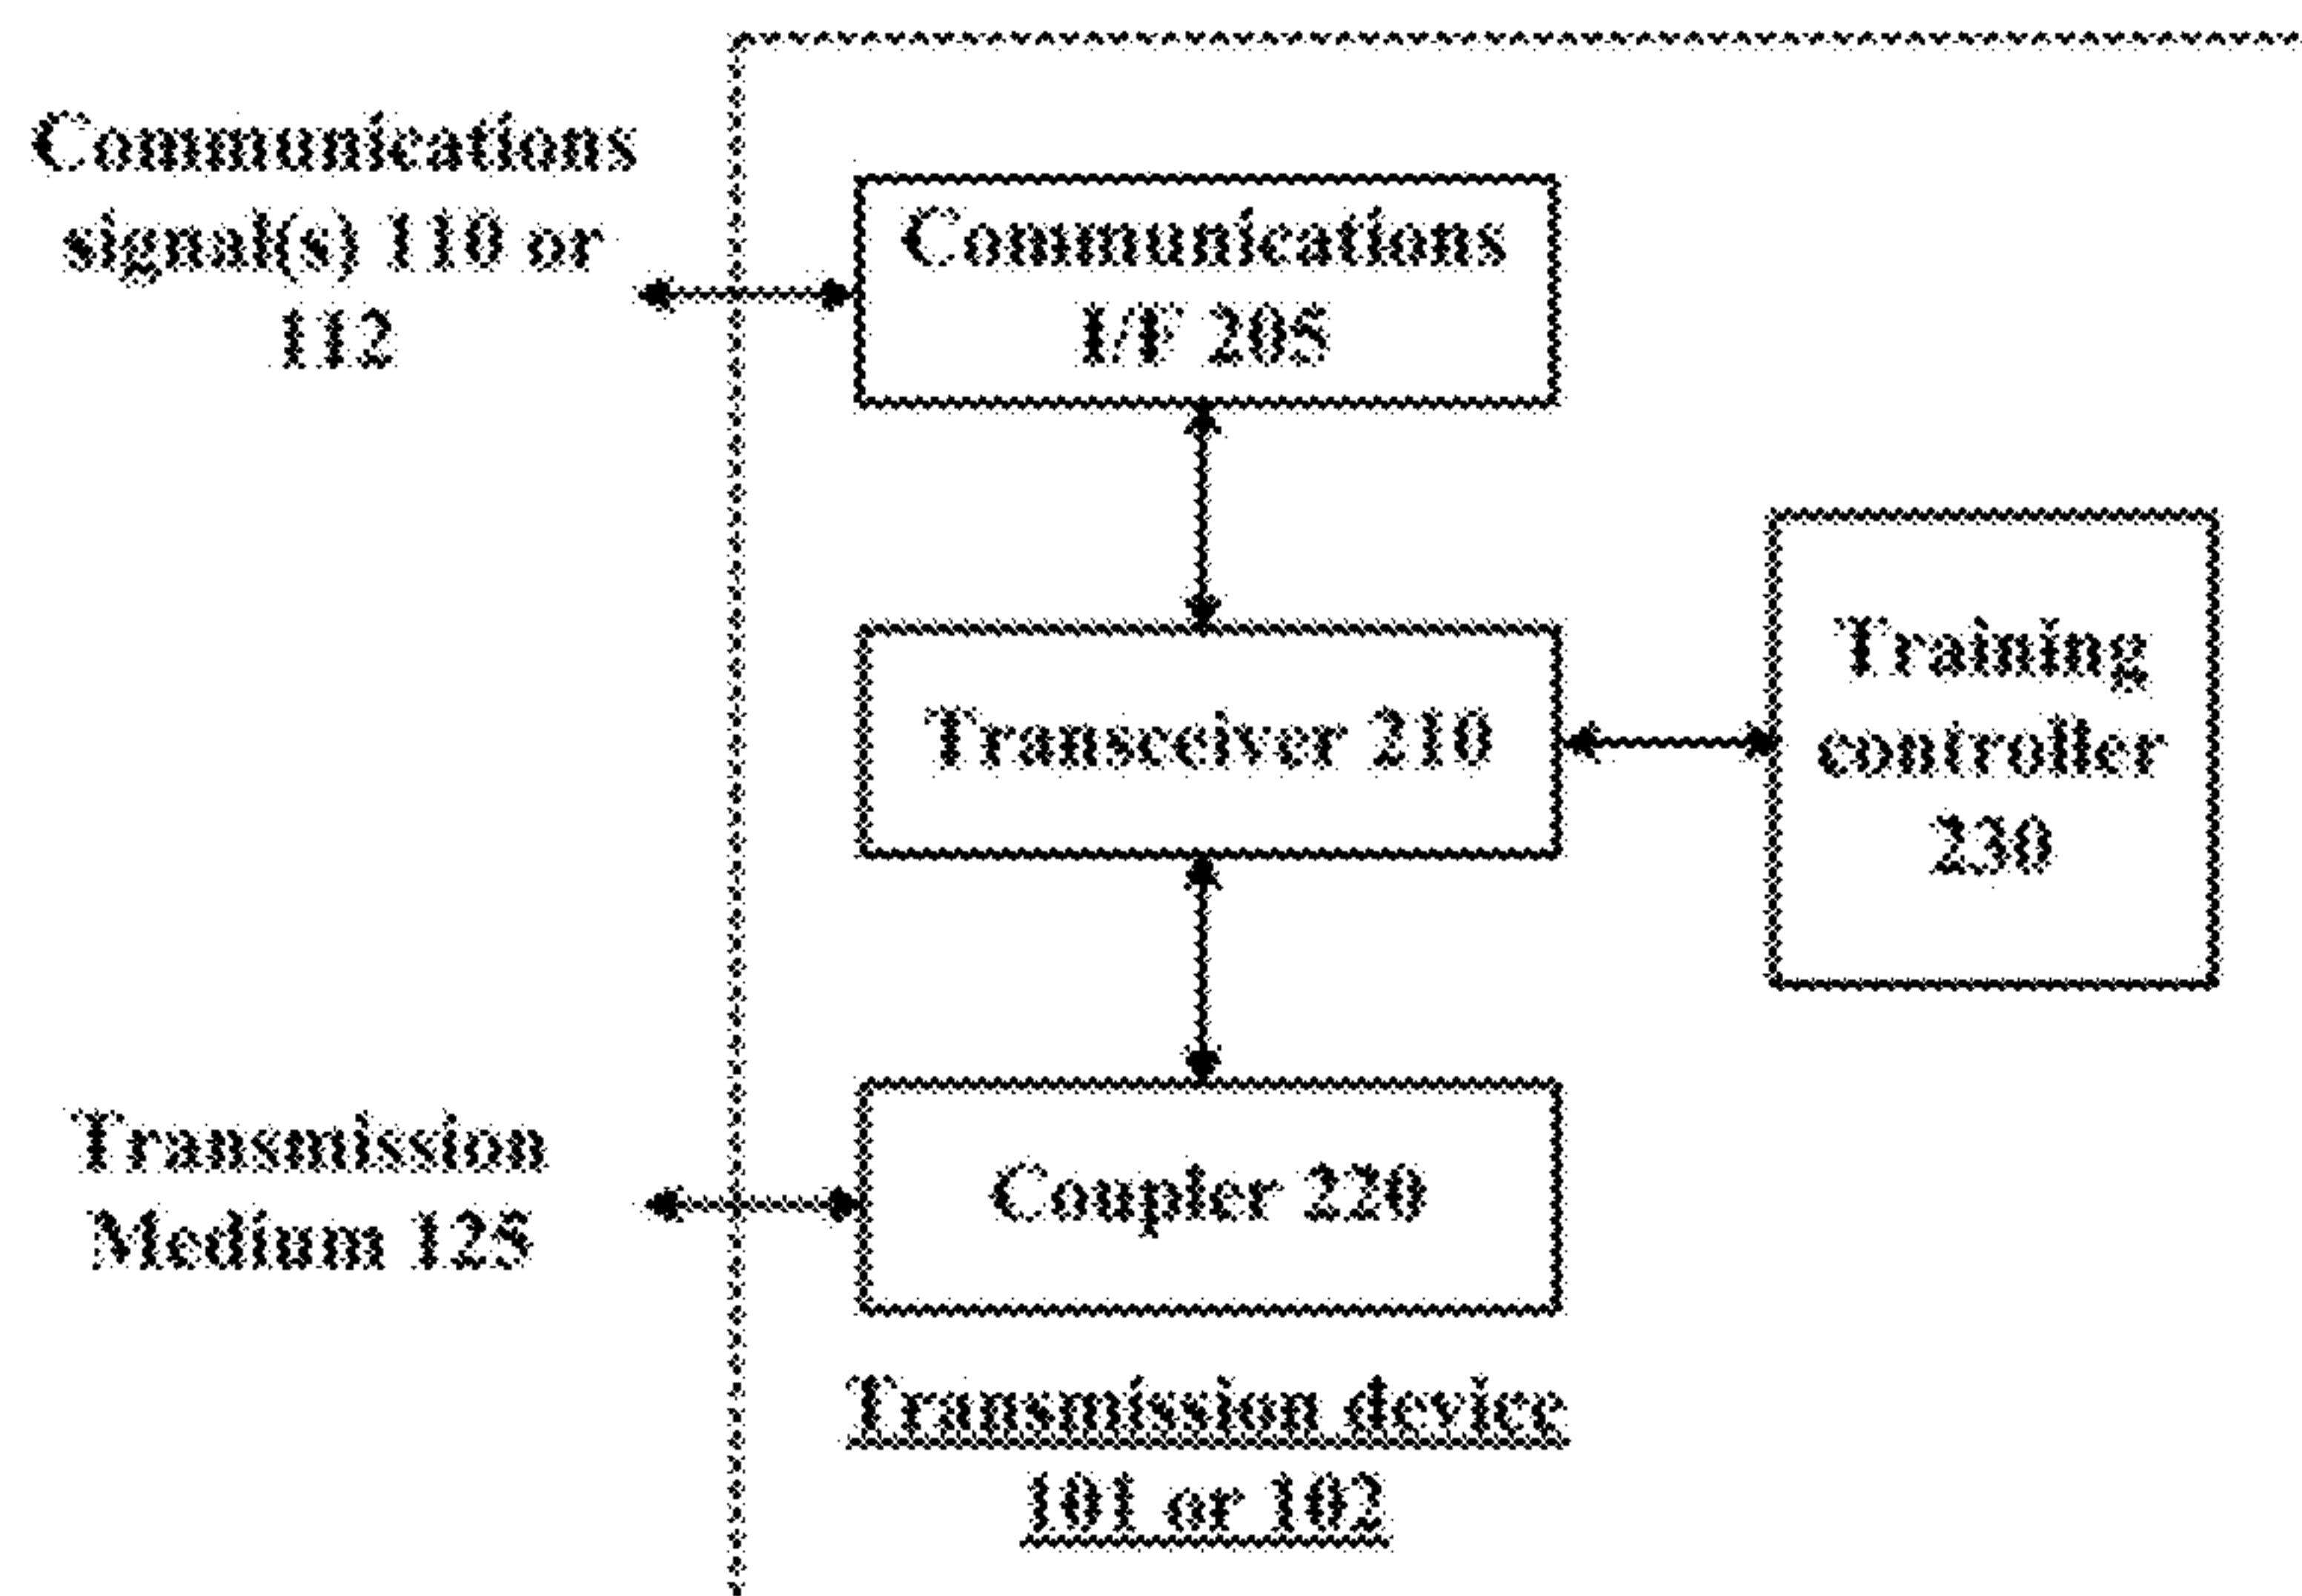 Communications
signal(s) 110 or
112
Communications
I/F 205
Transceiver 210
Training
controller
230
Transmission
Medium 125
Coupler 220
Transmission device
101 or 102